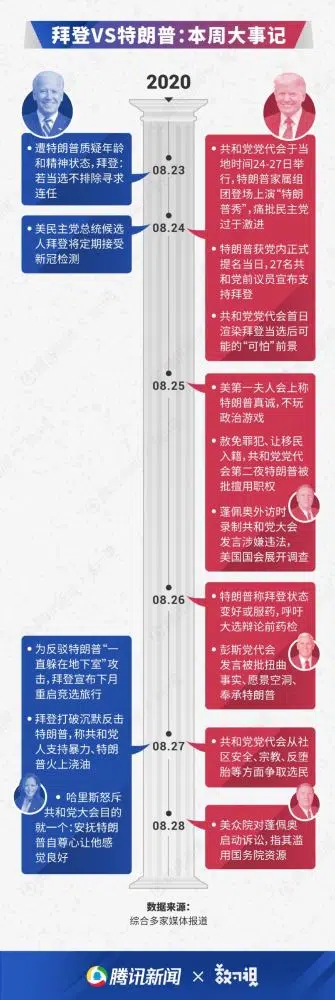 拜登VS特朗普：本周大事记
2020
08.23
• 遭特朗普质疑年龄
和精神状态，拜登：
若当选不排除寻求
连任
• 共和党党代会于当
地时间24-27日举
行，特朗普家属组
团登场上演“特朗
普秀”，痛批民主党
过于激进
08.24
• 美民主党总统候选
人拜登将定期接受
新冠检测
• 特朗普获党内正式
提名当日，27名共
和党前议员宣布支
持拜登
• 共和党党代会首日
渲染拜登当选后可
能的“可怕”前景
08.25
• 美第一夫人会上称
特朗普真诚，不玩
政治游戏
• 赦免罪犯、让移民
入籍，共和党党代
会第二夜特朗普被
批擅用职权
• 蓬佩奥外访时
录制共和党大会
发言涉嫌违法，
美国国会展开调查
08.26
• 特朗普称拜登状态
变好或服药，呼吁
大选辩论前药检
• 彭斯党代会
发言被批扭曲
事实、愿景空洞、
奉承特朗普
08.27
• 为反驳特朗普“一
直躲在地下室”攻
击，拜登宣布下月
重启竞选旅行
• 拜登打破沉默反击
特朗普，称共和党
人支持暴力、特朗
普火上浇油
• 哈里斯怒斥
共和党大会目的
就一个：安抚特朗
普自尊心让他感
觉良好
• 共和党党代会从社
区安全、宗教、反堕
胎等方面争取选民
08.28
• 美众院对蓬佩奥
启动诉讼，指其滥
用国务院资源
数据来源：
综合多家媒体报道
腾讯新闻 × 数可视